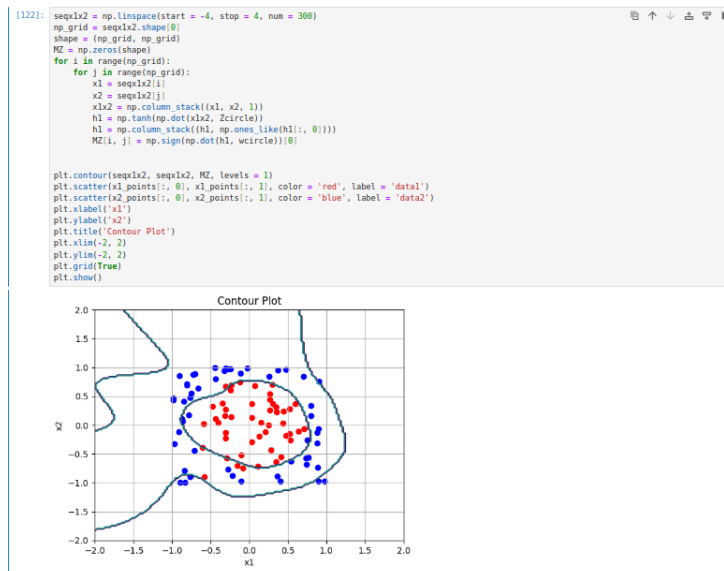 [122]: seqx1x2 = np.linspace(start = -4, stop = 4, num = 300)
np_grid = seqx1x2.shape[0]
shape = (np_grid, np_grid)
MZ = np.zeros(shape)
for i in range(np_grid):
    for j in range(np_grid):
        x1 = seqx1x2[i]
        x2 = seqx1x2[j]
        x1x2 = np.column_stack((x1, x2, 1))
        h1 = np.tanh(np.dot(x1x2, Zcircle))
        h1 = np.column_stack((h1, np.ones_like(h1[:, 0])))
        MZ[i, j] = np.sign(np.dot(h1, wcircle))[0]
plt.contour(seqx1x2, seqx1x2, MZ, levels = 1)
plt.scatter(x1_points[:, 0], x1_points[:, 1], color = 'red', label = 'data1')
plt.scatter(x2_points[:, 0], x2_points[:, 1], color = 'blue', label = 'data2')
plt.xlabel('x1')
plt.ylabel('x2')
plt.title('Contour Plot')
plt.xlim(-2, 2)
plt.ylim(-2, 2)
plt.grid(True)
plt.show()
Contour Plot
2.0
1.5
1.0
0.5
0.0
−0.5
−1.0
−1.5
−2.0
x2
−2.0 −1.5 −1.0 −0.5 0.0 0.5 1.0 1.5 2.0
x1